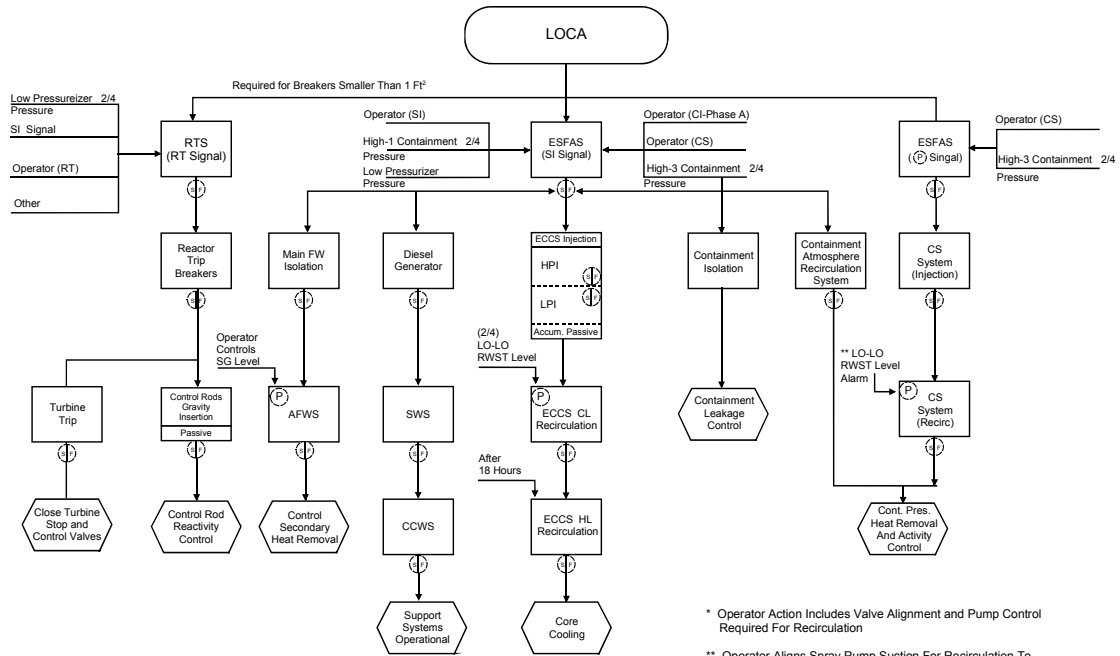 LOCA
Required for Breakers Smaller Than 1 Ft²
Low Pressureizer 2/4
Pressure
SI Signal
Operator (RT)
Other
RTS
(RT Signal)
Operator (SI)
High-1 Containment 2/4
Pressure
Low Pressurizer
Pressure
ESFAS
(SI Signal)
Operator (CI-Phase A)
Operator (CS)
High-3 Containment 2/4
Pressure
ESFAS
(P Singal)
Operator (CS)
High-3 Containment 2/4
Pressure
S F
S F
S F
Reactor
Trip
Breakers
Main FW
Isolation
Diesel
Generator
ECCS Injection
HPI
S F
LPI
S F
Accum. Passive
Containment
Isolation
Containment
Atmosphere
Recirculation
System
CS
System
(Injection)
S F
S F
S F
S F
S F
Operator
Controls
SG Level
(2/4)
LO-LO
RWST Level
** LO-LO
RWST Level
Alarm
Turbine
Trip
Control Rods
Gravity
Insertion
Passive
P
AFWS
SWS
P
ECCS CL
Recirculation
Containment
Leakage
Control
P
CS
System
(Recirc)
S F
S F
S F
S F
S F
S F
After
18 Hours
Close Turbine
Stop and
Control Valves
Control Rod
Reactivity
Control
Control
Secondary
Heat Removal
CCWS
ECCS HL
Recirculation
Cont. Pres.
Heat Removal
And Activity
Control
S F
S F
Support
Systems
Operational
Core
Cooling
* Operator Action Includes Valve Alignment and Pump Control
Required For Recirculation
** Operator Aligns Spray Pump Suction For Recirculation To